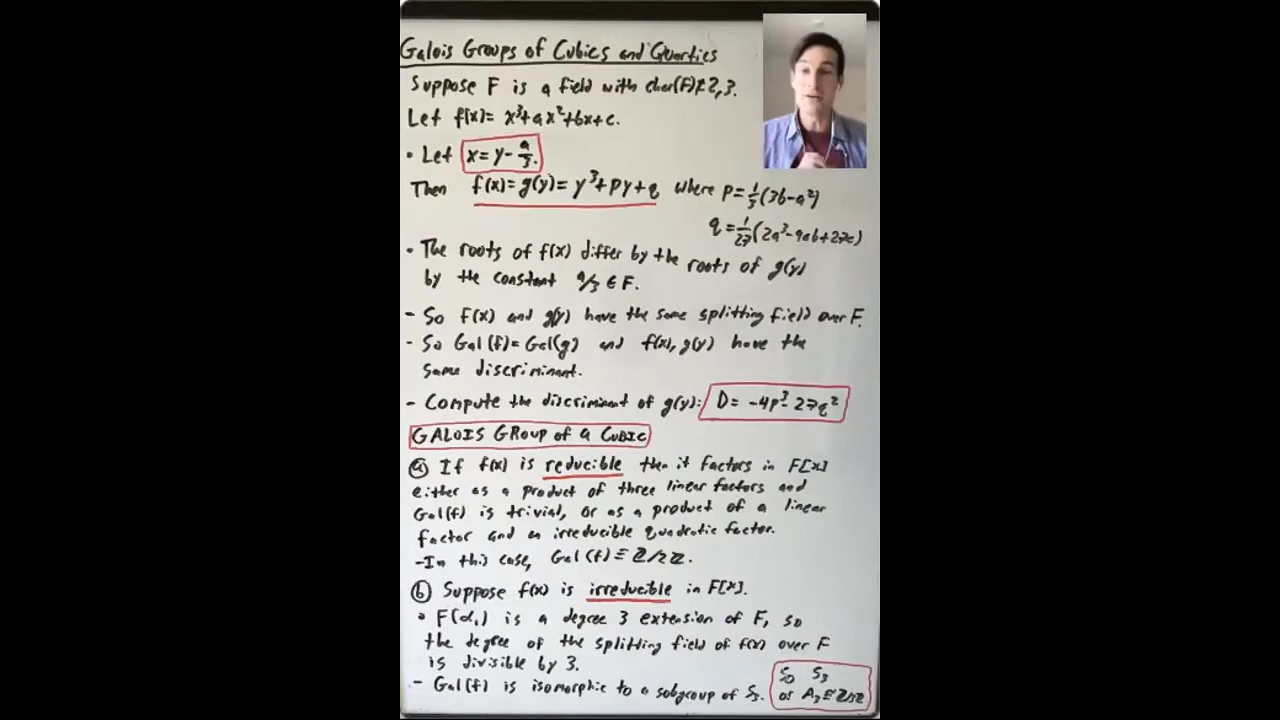 Galois Groups of Cubics and Quartics
Suppose F is a field with char(F)≠2,3.
Let f(x)= x³+ax²+bx+c.
• Let x=y-a/3.
Then f(x)=g(y)=y³+py+q where p=1/3(3b-a²)
q=1/27(2a³-9ab+27c)
• The roots of f(x) differ by the roots of g(y)
by the constant a/3 ∈ F.
- So f(x) and g(y) have the same splitting field over F.
- So Gal(f)=Gal(g) and f(x), g(y) have the
same discriminant.
- Compute the discriminant of g(y): D= -4p³-27q²
GALOIS GROUP of a CUBIC
ⓐ If f(x) is reducible then it factors in F[x]
either as a product of three linear factors and
Gal(f) is trivial, or as a product of a linear
factor and an irreducible quadratic factor.
-In this case, Gal(f)≅ℤ/2ℤ.
ⓑ Suppose f(x) is irreducible in F[x].
• F(α₁) is a degree 3 extension of F, so
the degree of the splitting field of f(x) over F
is divisible by 3.
- Gal(f) is isomorphic to a subgroup of S₃. So S₃
or A₃≅ℤ/3ℤ